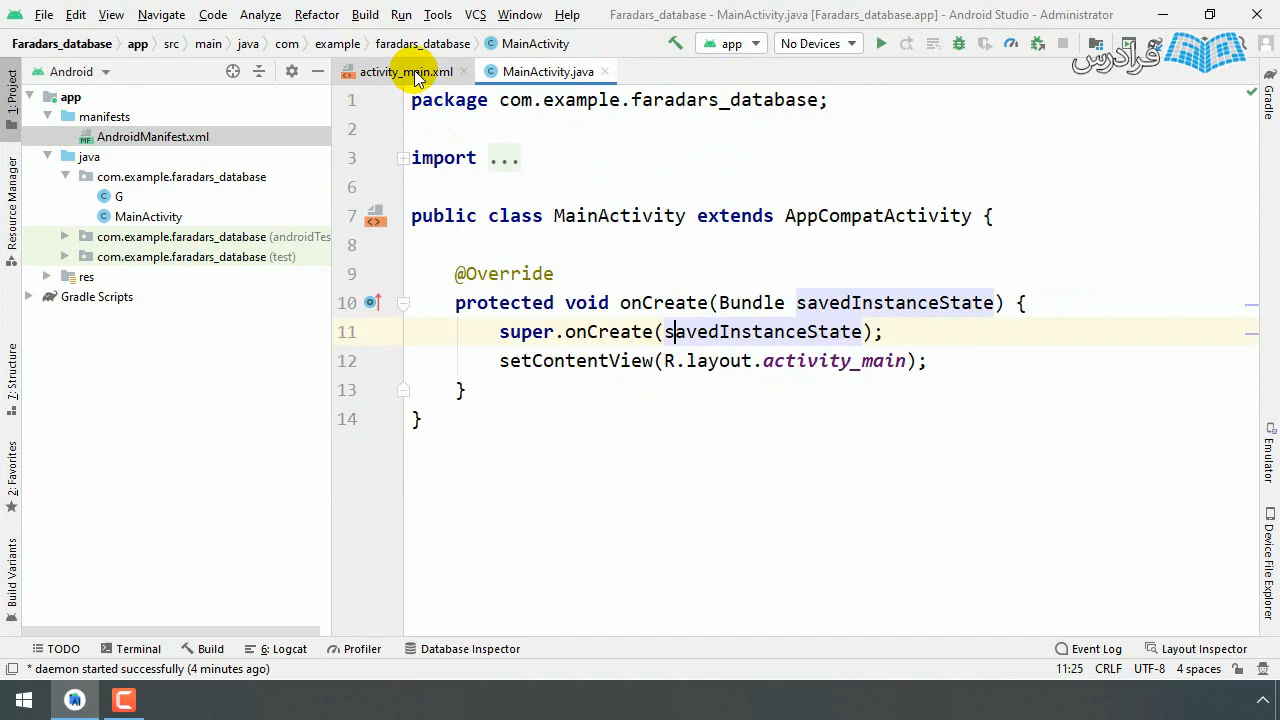 File Edit View Navigate Code Analyze Refactor Build Run Tools VCS Window Help Faradars_database - MainActivity.java [Faradars_database.app] - Android Studio - Administrator
Faradars_database app src main java com example faradars_database MainActivity app No Devices
فرادرس
Android
activity_main.xml MainActivity.java
1: Project
Resource Manager
7: Structure
2: Favorites
Build Variants
app
manifests
AndroidManifest.xml
java
com.example.faradars_database
G
MainActivity
com.example.faradars_database (androidTes
com.example.faradars_database (test)
res
Gradle Scripts
1 package com.example.faradars_database;
2
3 import ...
6
7 public class MainActivity extends AppCompatActivity {
8
9 @Override
10 protected void onCreate(Bundle savedInstanceState) {
11 super.onCreate(savedInstanceState);
12 setContentView(R.layout.activity_main);
13 }
14 }
Gradle
Emulator
Device File Explorer
TODO Terminal Build 6: Logcat Profiler Database Inspector Event Log Layout Inspector
* daemon started successfully (4 minutes ago) 11:25 CRLF UTF-8 4 spaces